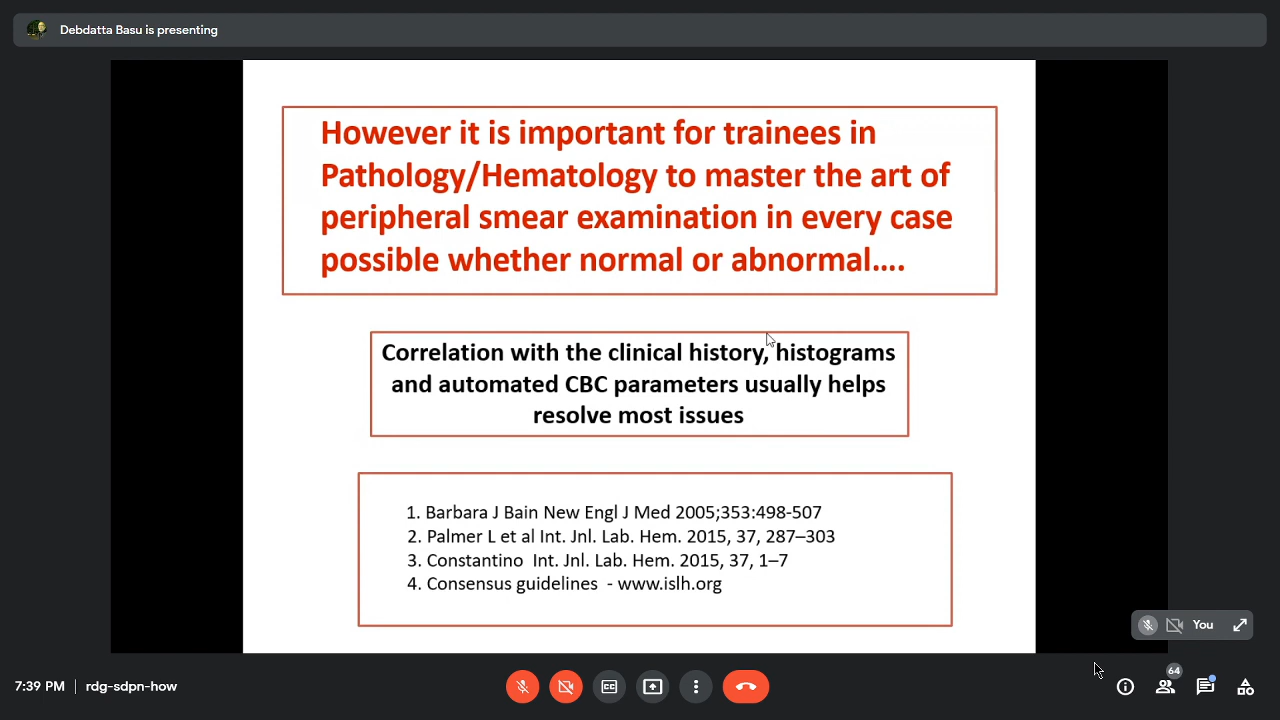 Debdatta Basu is presenting
However it is important for trainees in
Pathology/Hematology to master the art of
peripheral smear examination in every case
possible whether normal or abnormal....
Correlation with the clinical history, histograms
and automated CBC parameters usually helps
resolve most issues
1. Barbara J Bain New Engl J Med 2005;353:498-507
2. Palmer L et al Int. Jnl. Lab. Hem. 2015, 37, 287–303
3. Constantino  Int. Jnl. Lab. Hem. 2015, 37, 1–7
4. Consensus guidelines  - www.islh.org
You
7:39 PM | rdg-sdpn-how
CC
64